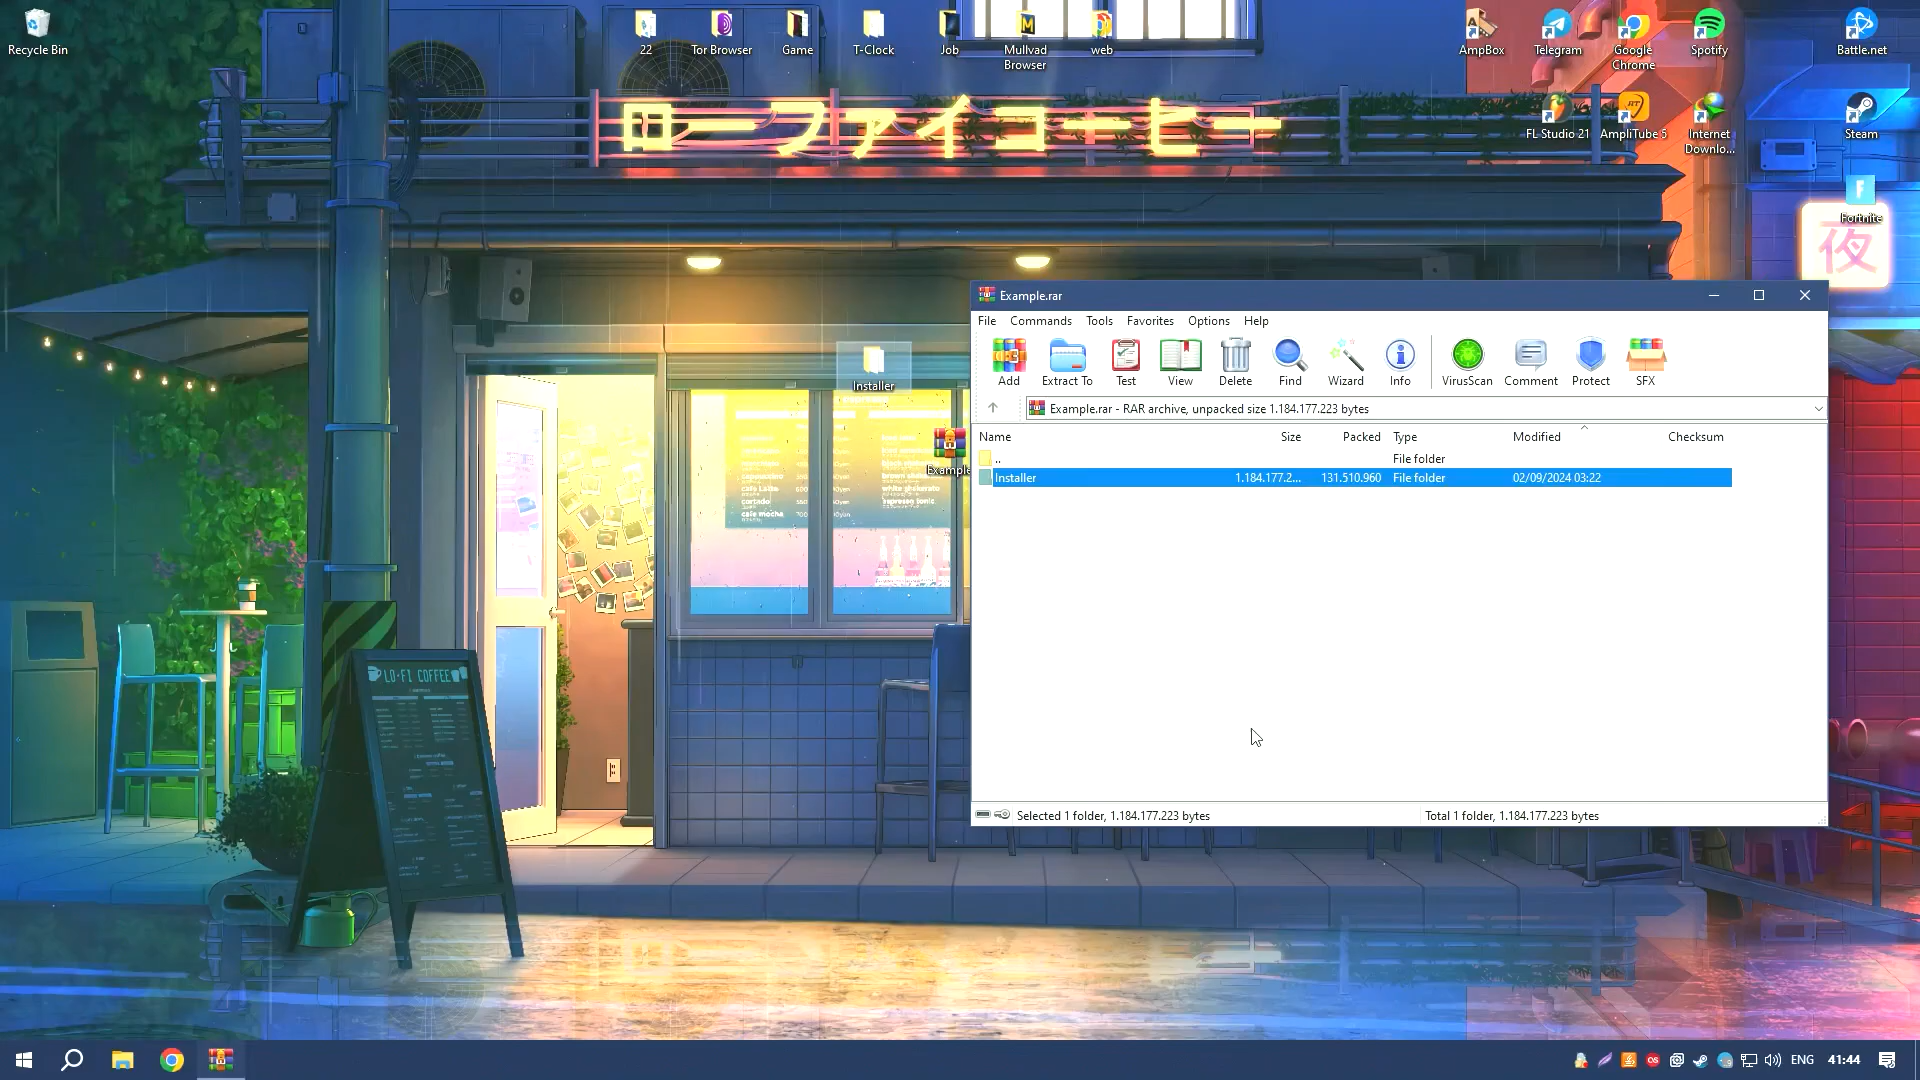 Recycle Bin
22
Tor Browser
Game
T-Clock
Job
Mullvad
Browser
web
AmpBox
Telegram
Google
Chrome
Spotify
Battle.net
FL Studio 21
AmpliTube 5
Internet
Downlo...
Steam
Fortnite
ローファイコーヒー
夜
Installer
Example
Example.rar
File Commands Tools Favorites Options Help
Add Extract To Test View Delete Find Wizard Info VirusScan Comment Protect SFX
Example.rar - RAR archive, unpacked size 1.184.177.223 bytes
Name Size Packed Type Modified Checksum
.. File folder
Installer 1.184.177.2... 131.510.960 File folder 02/09/2024 03:22
Selected 1 folder, 1.184.177.223 bytes
Total 1 folder, 1.184.177.223 bytes
cafe mocha
LO-FI COFFEE
ENG
41:44